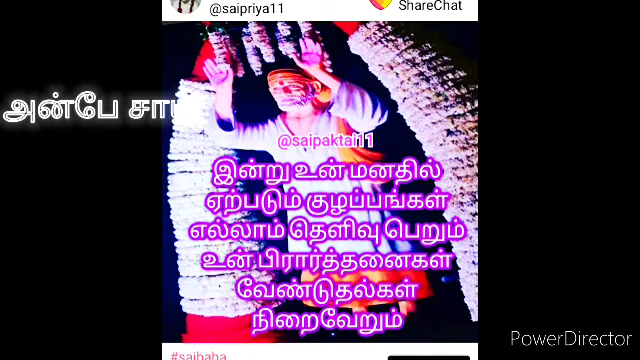 @saipriya11
ShareChat
அன்பே சாய
@saipaktai11
இன்று உன் மனதில்
ஏற்படும் குழப்பங்கள்
எல்லாம் தெளிவு பெறும்
உன் பிரார்த்தனைகள்
வேண்டுதல்கள்
நிறைவேறும்
#saibaba
PowerDirector